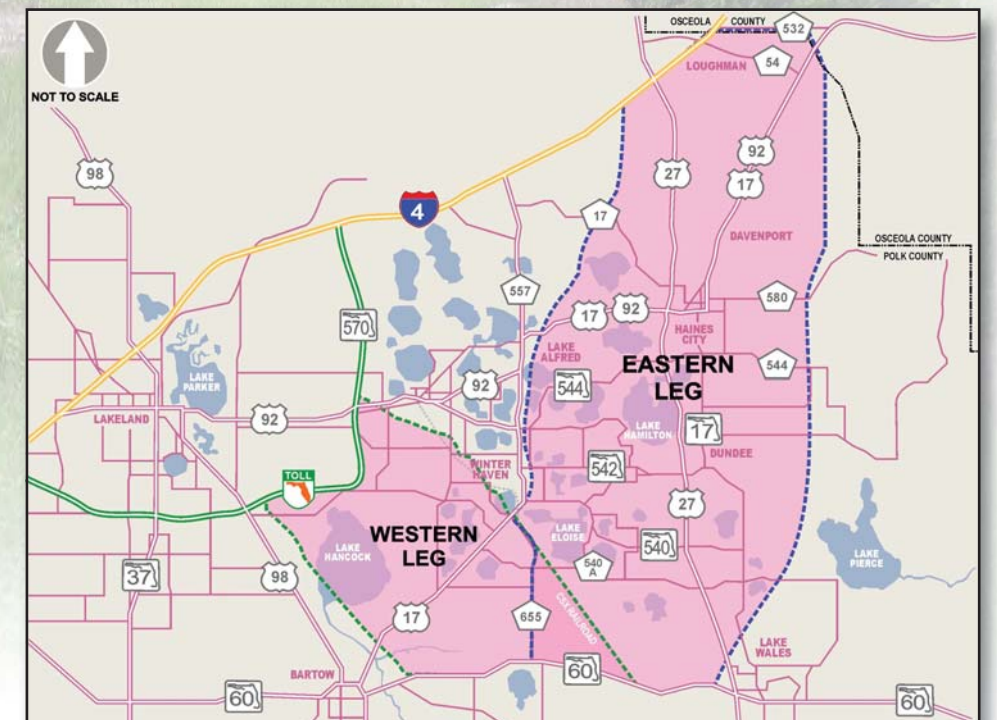 OSCEOLA COUNTY
532
54
LOUGHMAN
NOT TO SCALE
98
27
92
17
4
17
DAVENPORT
OSCEOLA COUNTY
POLK COUNTY
557
580
570
17
92
HAINES
CITY
LAKE
ALFRED
EASTERN
LEG
544
544
LAKE
PARKER
92
LAKELAND
92
LAKE
HAMILTON
17
DUNDEE
WINTER
HAVEN
542
TOLL
27
WESTERN
LEG
LAKE
ELOISE
540
LAKE
HANCOCK
LAKE
PIERCE
37
98
540
A
17
655
CSX RAILROAD
LAKE
WALES
BARTOW
60
60
60